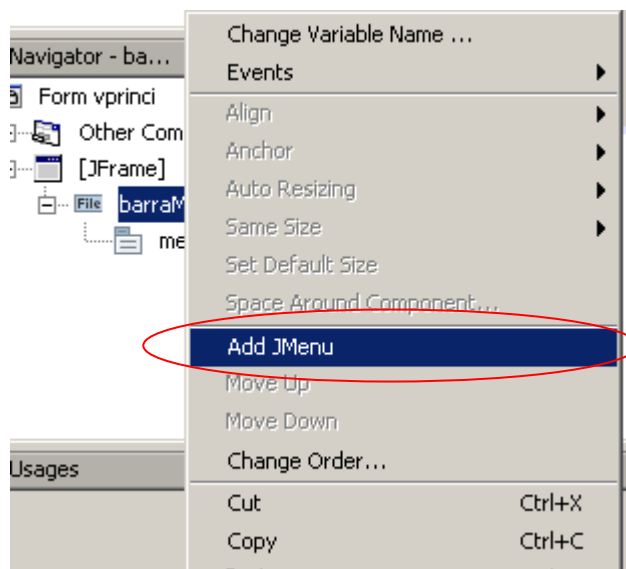 Change Variable Name ...
Navigator - ba...
Events
Form vprinci
Align
Other Com
Anchor
[JFrame]
Auto Resizing
File barraM
Same Size
me
Set Default Size
Space Around Component...
Add JMenu
Move Up
Move Down
Change Order...
Usages
Cut Ctrl+X
Copy Ctrl+C